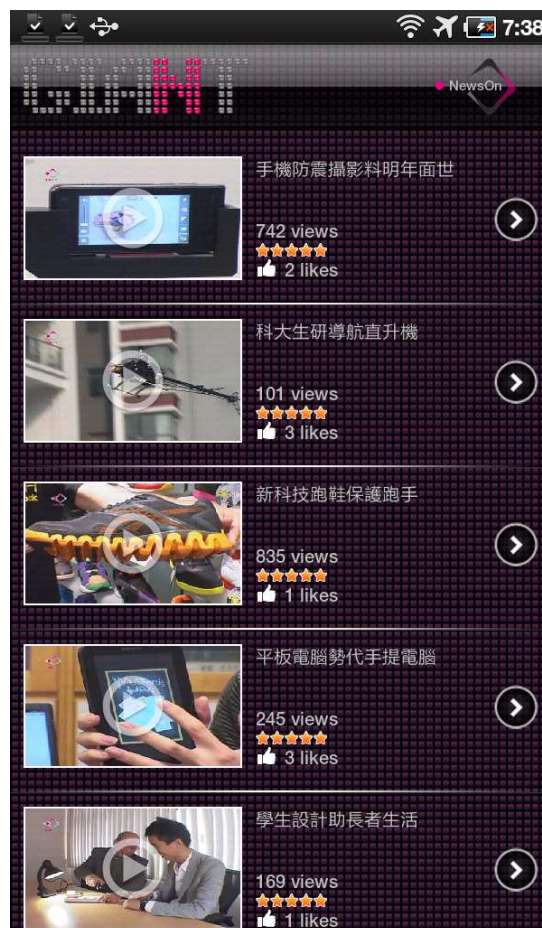 7:38
GIANT
NewsOn
手機防震攝影料明年面世
742 views
2 likes
科大生研導航直升機
101 views
3 likes
新科技跑鞋保護跑手
835 views
1 likes
平板電腦勢代手提電腦
245 views
3 likes
學生設計助長者生活
169 views
1 likes